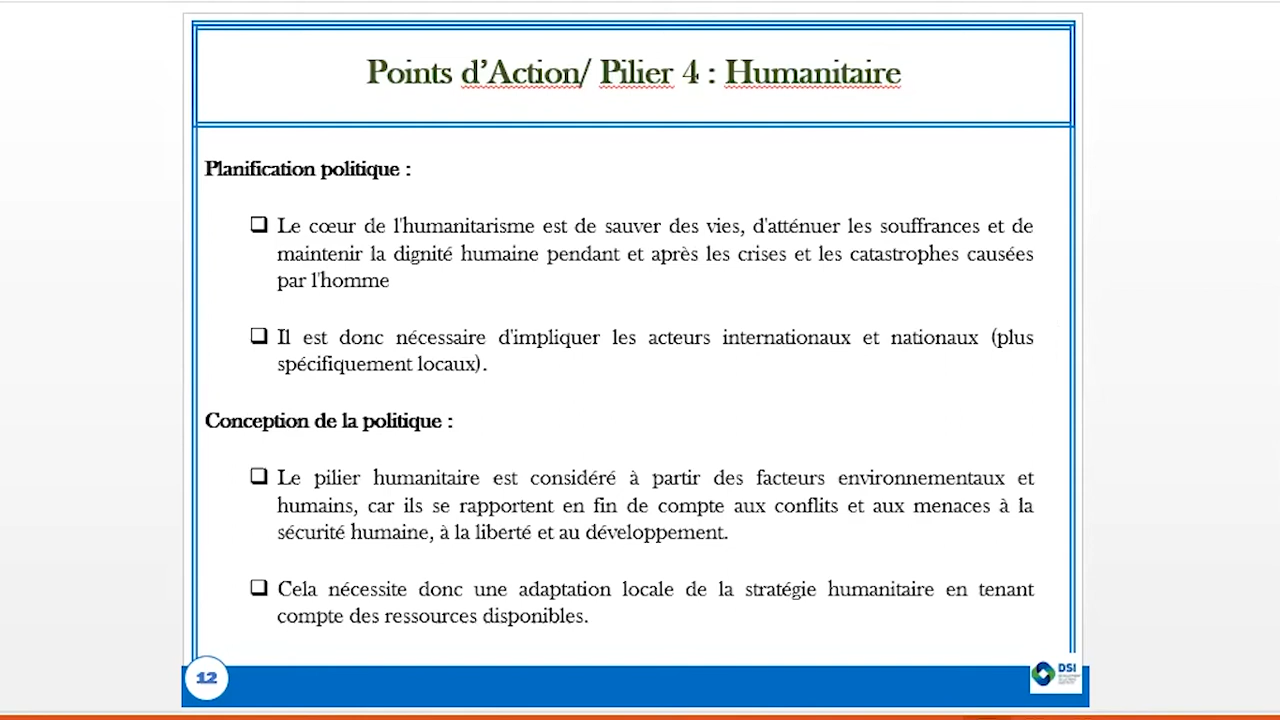 Points d’Action/ Pilier 4 : Humanitaire
Planification politique :
Le cœur de l'humanitarisme est de sauver des vies, d'atténuer les souffrances et de
maintenir la dignité humaine pendant et après les crises et les catastrophes causées
par l'homme
Il est donc nécessaire d'impliquer les acteurs internationaux et nationaux (plus
spécifiquement locaux).
Conception de la politique :
Le pilier humanitaire est considéré à partir des facteurs environnementaux et
humains, car ils se rapportent en fin de compte aux conflits et aux menaces à la
sécurité humaine, à la liberté et au développement.
Cela nécessite donc une adaptation locale de la stratégie humanitaire en tenant
compte des ressources disponibles.
12
DSI